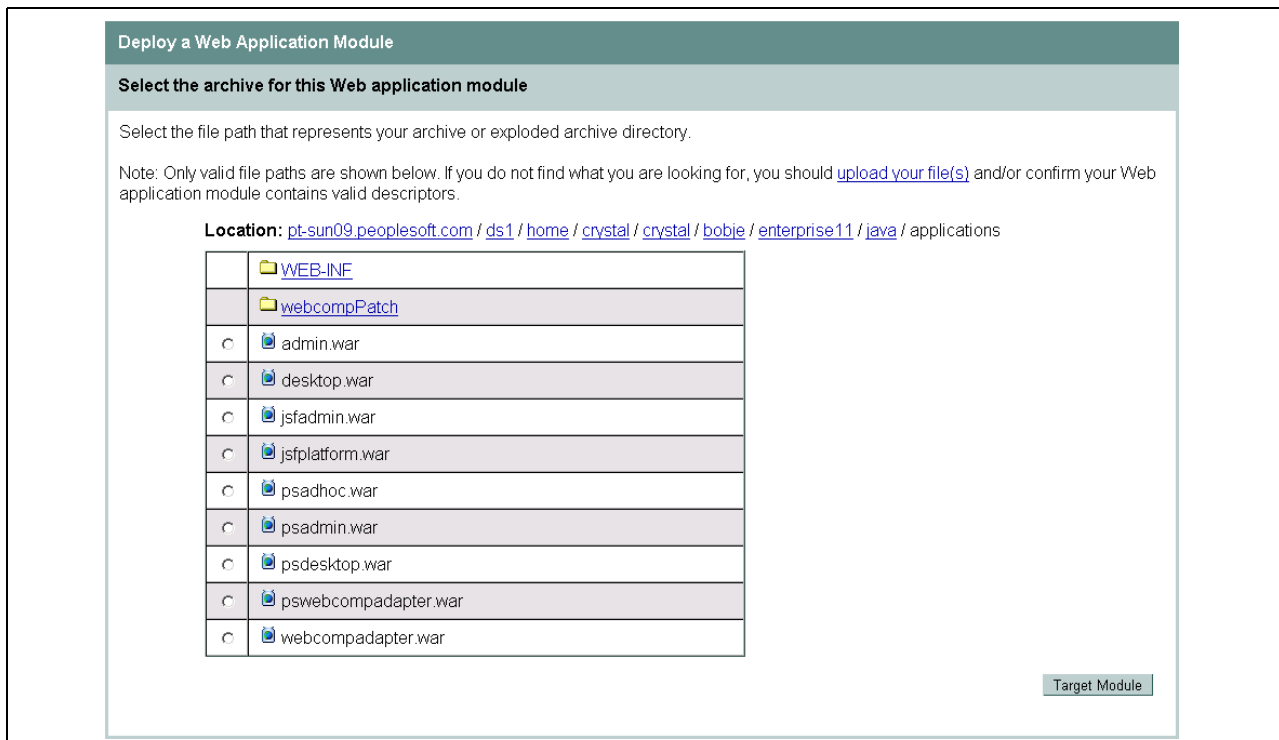 Deploy a Web Application Module
Select the archive for this Web application module
Select the file path that represents your archive or exploded archive directory.
Note: Only valid file paths are shown below. If you do not find what you are looking for, you should upload your file(s) and/or confirm your Web
application module contains valid descriptors.
Location: pt-sun09.peoplesoft.com / ds1 / home / crystal / crystal / bobje / enterprise11 / java / applications
WEB-INF
webcompPatch
admin.war
desktop.war
jsfadmin.war
jsfplatform.war
psadhoc.war
psadmin.war
psdesktop.war
pswebcompadapter.war
webcompadapter.war
Target Module